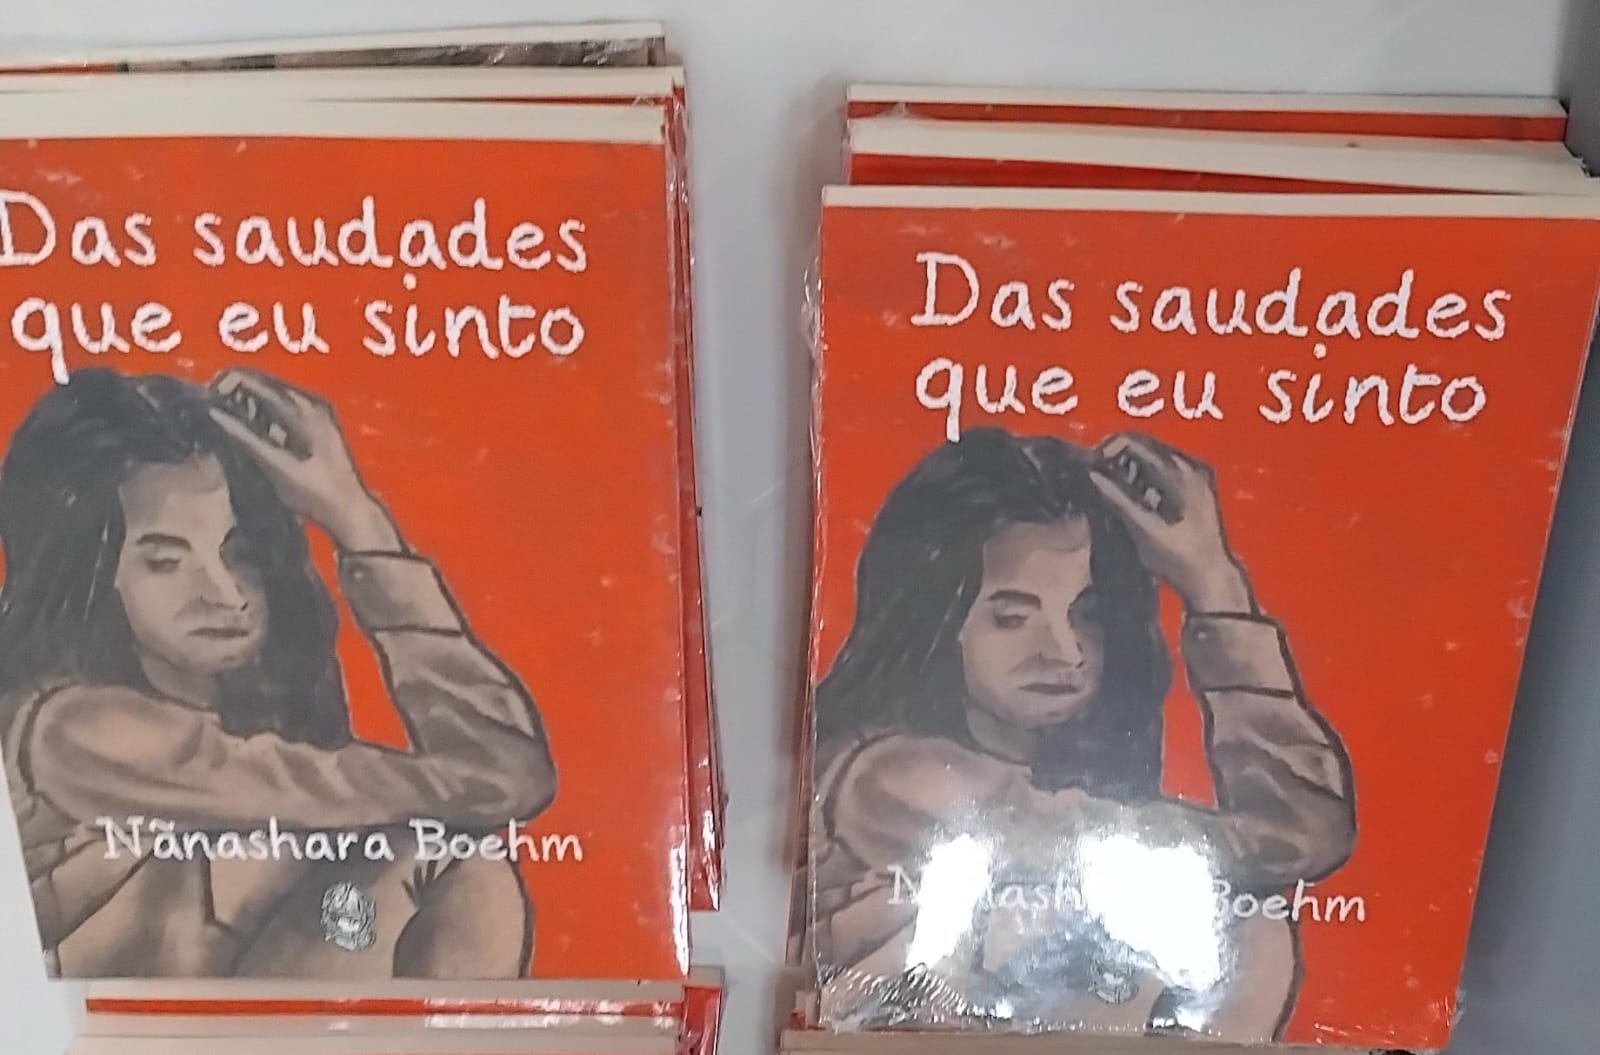 Das saudades
que eu sinto
Nãnashara Boehm
Das saudades
que eu sinto
Boehm